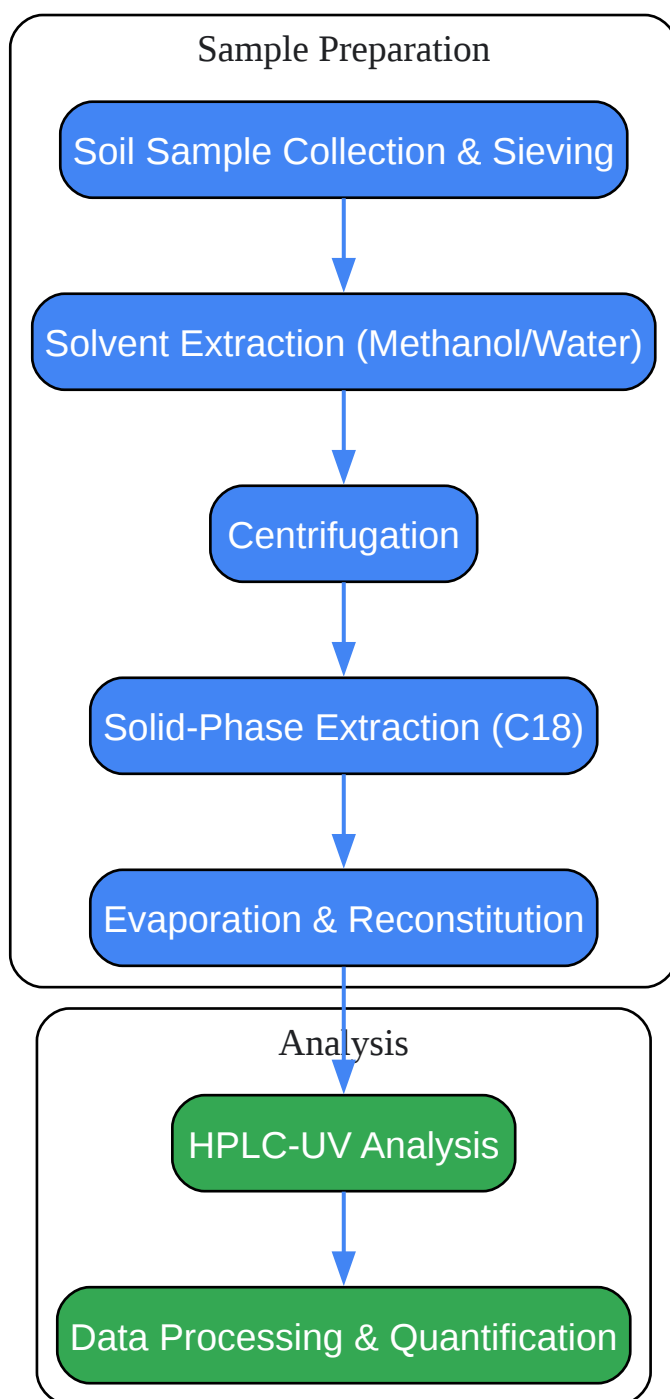 Sample Preparation
Soil Sample Collection & Sieving
Solvent Extraction (Methanol/Water)
Centrifugation
Solid-Phase Extraction (C18)
Evaporation & Reconstitution
Analysis
HPLC-UV Analysis
Data Processing & Quantification